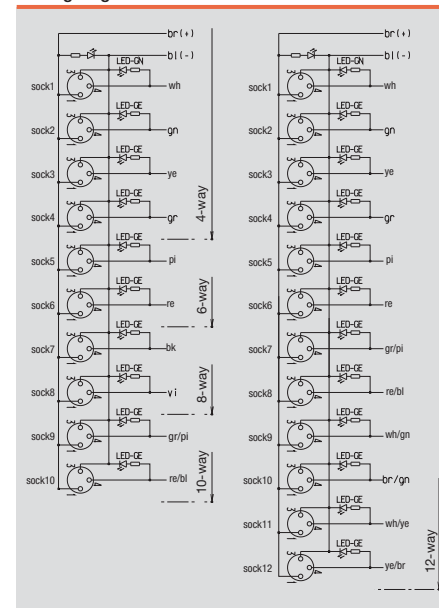 br(+)
bl(-)
LED-GN
sock1
wh
LED-GE
sock2
gn
LED-GE
sock3
ye
LED-GE
sock4
gr
4-way
LED-GE
sock5
pi
LED-GE
sock6
re
6-way
LED-GE
sock7
bk
LED-GE
sock8
vi
8-way
LED-GE
sock9
gr/pi
LED-GE
sock10
re/bl
10-way
br(+)
bl(-)
LED-GN
sock1
wh
LED-GE
sock2
gn
LED-GE
sock3
ye
LED-GE
sock4
gr
LED-GE
sock5
pi
LED-GE
sock6
re
LED-GE
sock7
gr/pi
LED-GE
sock8
re/bl
LED-GE
sock9
wh/gn
LED-GE
sock10
br/gn
LED-GE
sock11
wh/ye
LED-GE
sock12
ye/br
12-way